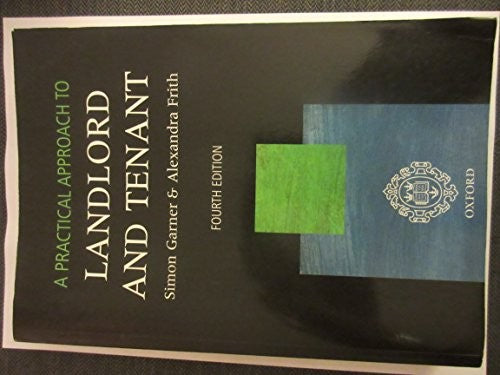 A PRACTICAL APPROACH TO
LANDLORD
AND TENANT
Simon Garner & Alexandra Frith
FOURTH EDITION
OXFORD